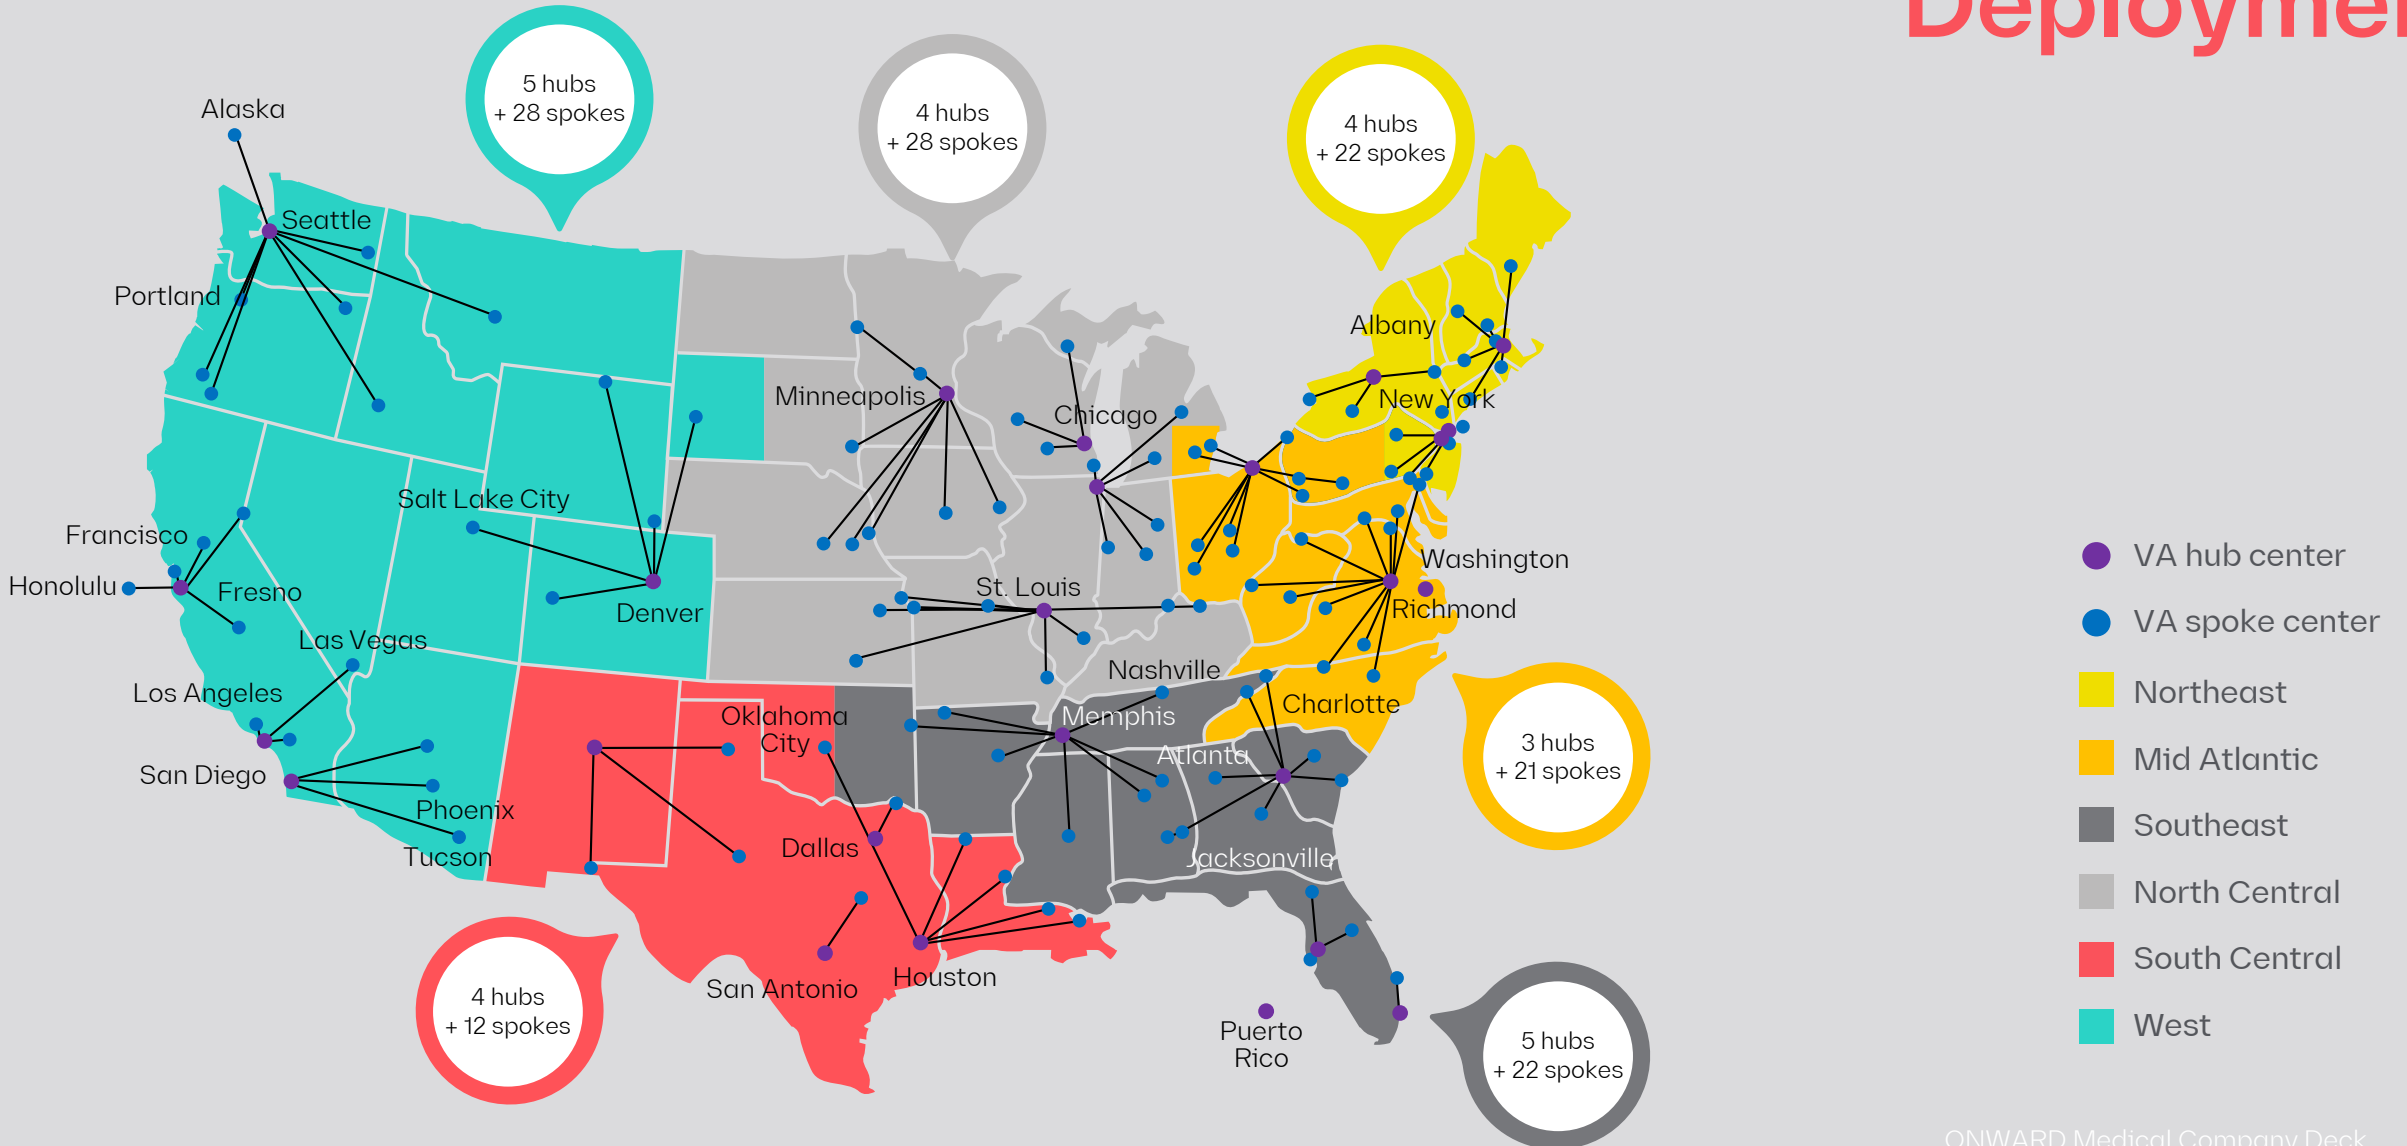 Deployme
5 hubs
+ 28 spokes
4 hubs
+ 28 spokes
4 hubs
+ 22 spokes
Alaska
Seattle
Portland
Albany
Minneapolis
Chicago
New York
Salt Lake City
Francisco
Washington
VA hub center
Honolulu
Fresno
St. Louis
Denver
Richmond
VA spoke center
Las Vegas
Nashville
Los Angeles
Northeast
Oklahoma
City
Memphis
Charlotte
Atlanta
San Diego
3 hubs
+ 21 spokes
Mid Atlantic
Phoenix
Tucson
Dallas
Jacksonville
Southeast
North Central
San Antonio
Houston
South Central
4 hubs
+ 12 spokes
Puerto
Rico
West
5 hubs
+ 22 spokes
ONWARD Medical Company Deck